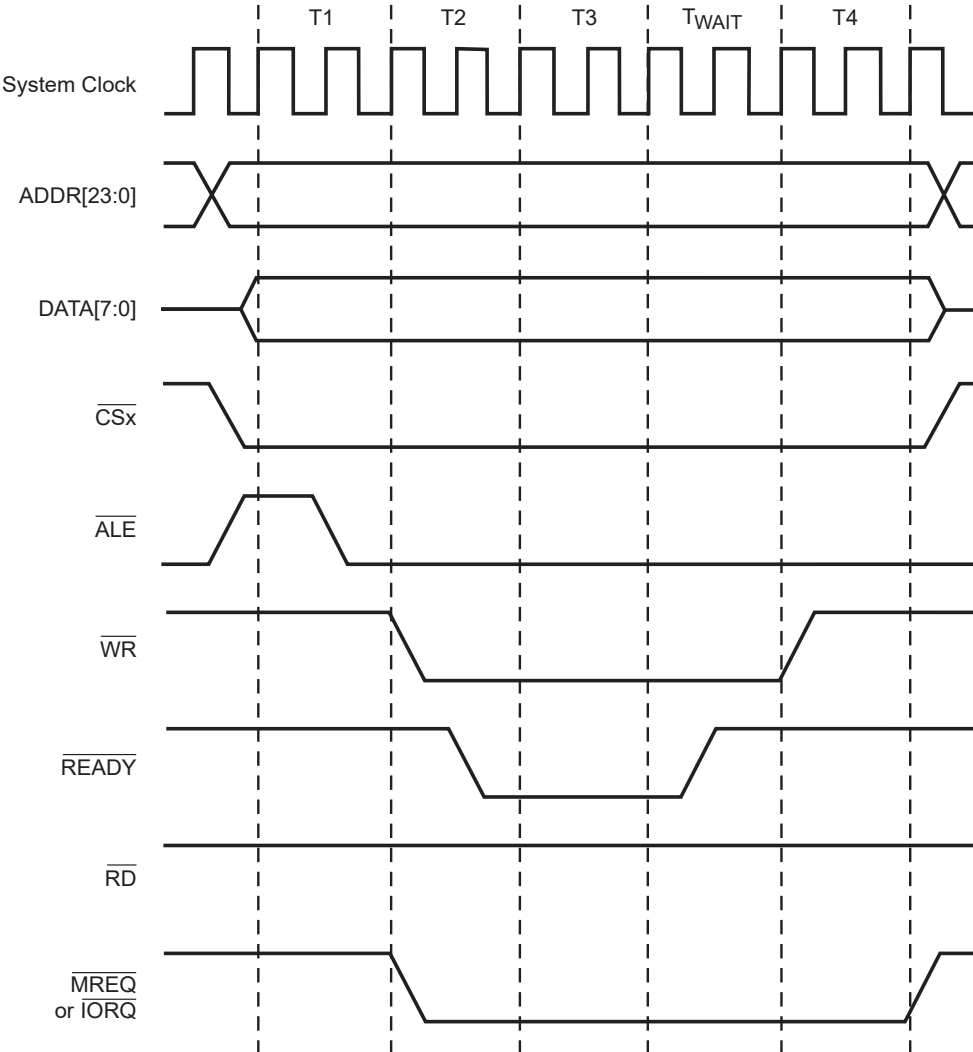 T1 T2 T3 TWAIT T4
System Clock
ADDR[23:0]
DATA[7:0]
CSx
ALE
WR
READY
RD
MREQ
or IORQ